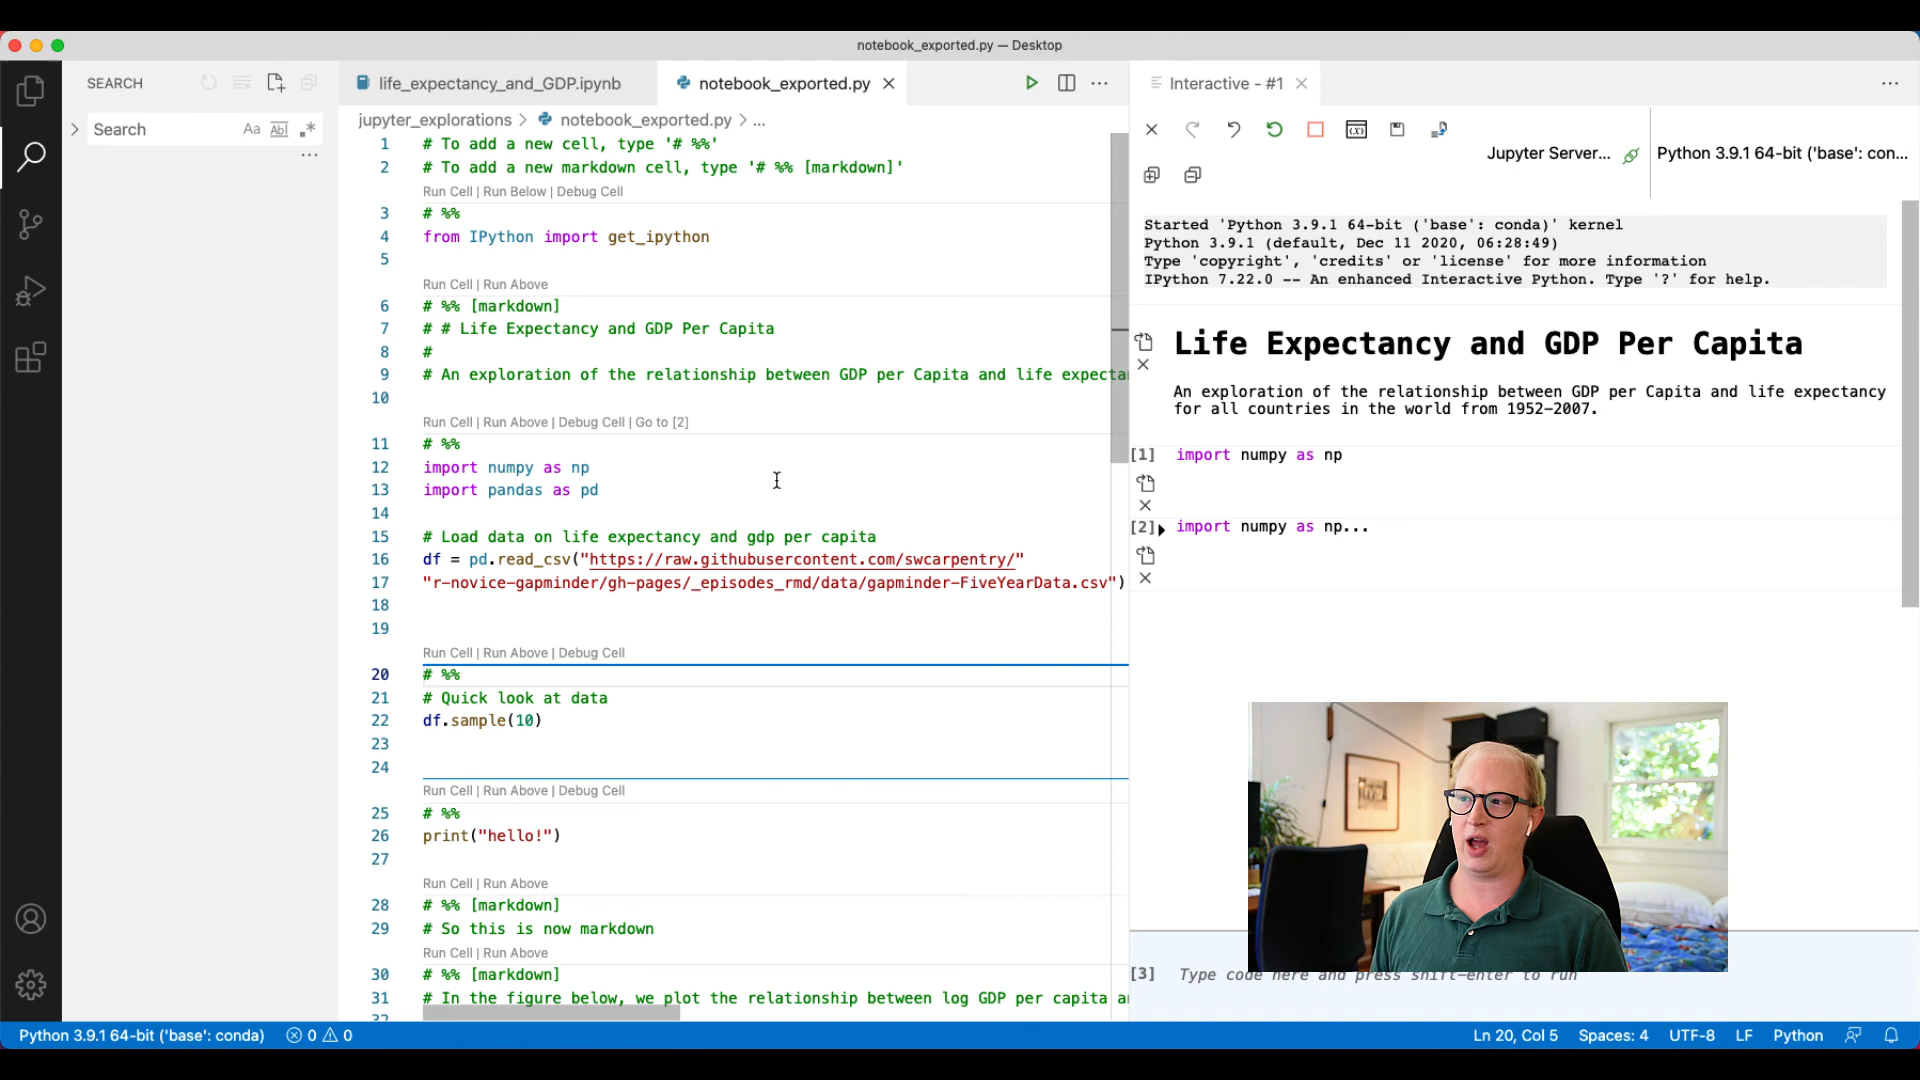 notebook_exported.py — Desktop
SEARCH
Search
Aa Abl
life_expectancy_and_GDP.ipynb
notebook_exported.py
jupyter_explorations > notebook_exported.py > ...
1 # To add a new cell, type '# %%'
2 # To add a new markdown cell, type '# %% [markdown]'
Run Cell | Run Below | Debug Cell
3 # %%
4 from IPython import get_ipython
5
Run Cell | Run Above
6 # %% [markdown]
7 # # Life Expectancy and GDP Per Capita
8 #
9 # An exploration of the relationship between GDP per Capita and life expecta
10
Run Cell | Run Above | Debug Cell | Go to [2]
11 # %%
12 import numpy as np
13 import pandas as pd
14
15 # Load data on life expectancy and gdp per capita
16 df = pd.read_csv("https://raw.githubusercontent.com/swcarpentry/"
17 "r-novice-gapminder/gh-pages/_episodes_rmd/data/gapminder-FiveYearData.csv")
18
19
Run Cell | Run Above | Debug Cell
20 # %%
21 # Quick look at data
22 df.sample(10)
23
24
Run Cell | Run Above | Debug Cell
25 # %%
26 print("hello!")
27
Run Cell | Run Above
28 # %% [markdown]
29 # So this is now markdown
Run Cell | Run Above
30 # %% [markdown]
31 # In the figure below, we plot the relationship between log GDP per capita a
32
Interactive - #1
Jupyter Server...
Python 3.9.1 64-bit ('base': con...
Started 'Python 3.9.1 64-bit ('base': conda)' kernel
Python 3.9.1 (default, Dec 11 2020, 06:28:49)
Type 'copyright', 'credits' or 'license' for more information
IPython 7.22.0 -- An enhanced Interactive Python. Type '?' for help.
Life Expectancy and GDP Per Capita
An exploration of the relationship between GDP per Capita and life expectancy
for all countries in the world from 1952-2007.
[1] import numpy as np
[2] import numpy as np...
[3] Type code here and press shift-enter to run
Python 3.9.1 64-bit ('base': conda) 0 0
Ln 20, Col 5 Spaces: 4 UTF-8 LF Python